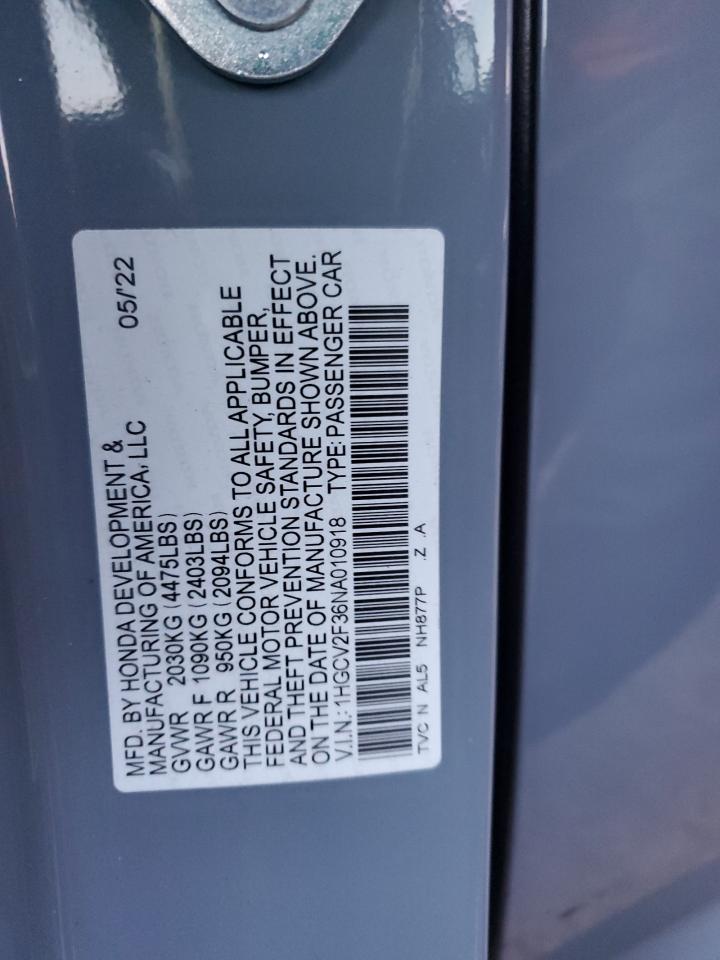 MFD. BY HONDA DEVELOPMENT & 05/'22
MANUFACTURING OF AMERICA, LLC
GVWR 2030KG (4475LBS)
GAWR F 1090KG (2403LBS)
GAWR R 950KG (2094LBS)
THIS VEHICLE CONFORMS TO ALL APPLICABLE
FEDERAL MOTOR VEHICLE SAFETY, BUMPER,
AND THEFT PREVENTION STANDARDS IN EFFECT
ON THE DATE OF MANUFACTURE SHOWN ABOVE.
V.I.N.: 1HGCV2F36NA010918 TYPE: PASSENGER CAR
TVC N AL5 NH877P .Z .A